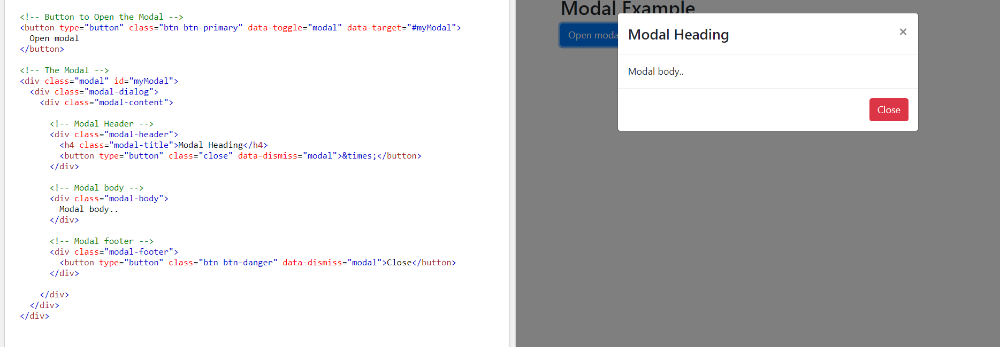 <!-- Button to Open the Modal -->
<button type="button" class="btn btn-primary" data-toggle="modal" data-target="#myModal">
  Open modal
</button>

<!-- The Modal -->
<div class="modal" id="myModal">
  <div class="modal-dialog">
    <div class="modal-content">

      <!-- Modal Header -->
      <div class="modal-header">
        <h4 class="modal-title">Modal Heading</h4>
        <button type="button" class="close" data-dismiss="modal">&times;</button>
      </div>

      <!-- Modal body -->
      <div class="modal-body">
        Modal body..
      </div>

      <!-- Modal footer -->
      <div class="modal-footer">
        <button type="button" class="btn btn-danger" data-dismiss="modal">Close</button>
      </div>

    </div>
  </div>
</div>
Modal Example
Open moda
Modal Heading ×
Modal body..
Close